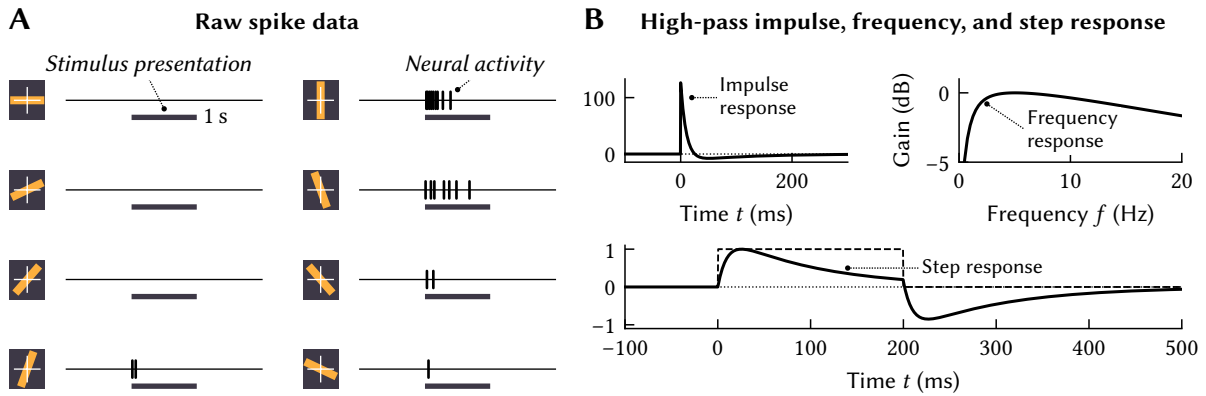 A
Raw spike data
Stimulus presentation
Neural activity
1 s
B
High-pass impulse, frequency, and step response
100
0
Impulse
response
0
200
Time t (ms)
Gain (dB)
0
−5
Frequency
response
0
10
20
Frequency f (Hz)
1
0
−1
Step response
−100
0
100
200
300
400
500
Time t (ms)